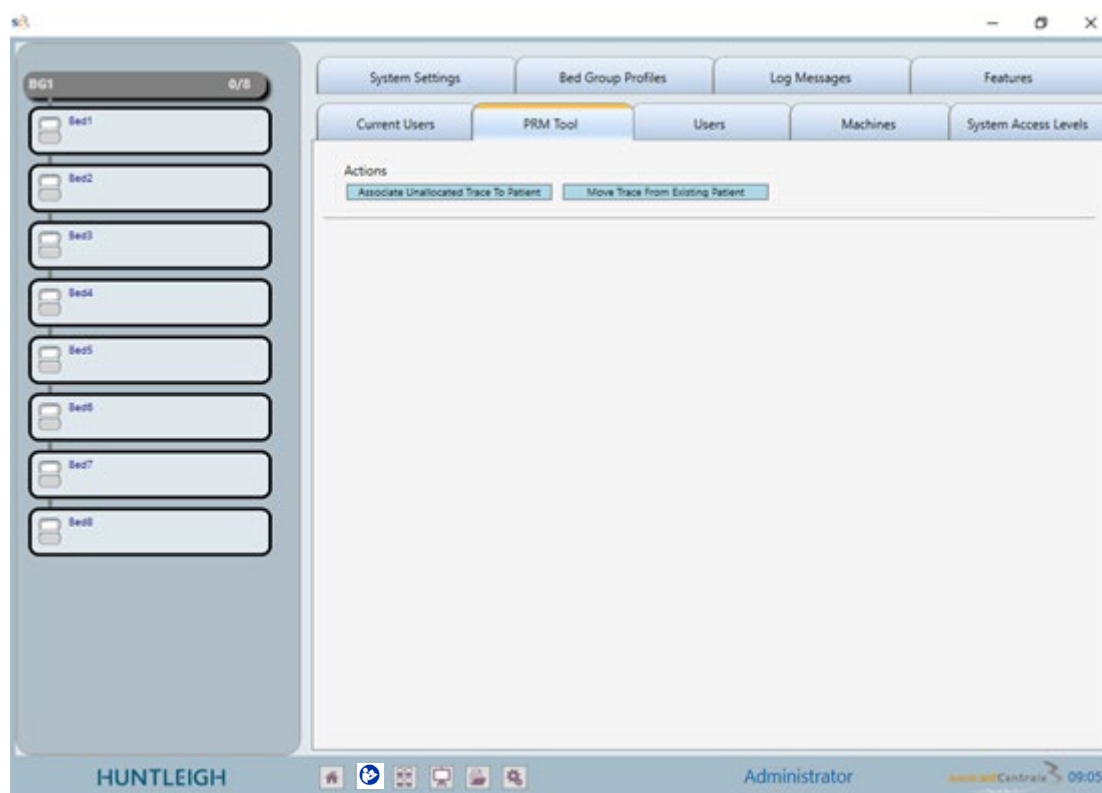 BG1 0/8
Bed1
Bed2
Bed3
Bed4
Bed5
Bed6
Bed7
Bed8
System Settings Bed Group Profiles Log Messages Features
Current Users PRM Tool Users Machines System Access Levels
Actions
Associate Unallocated Trace To Patient Move Trace From Existing Patient
HUNTLEIGH Administrator Centrale 3 09:05